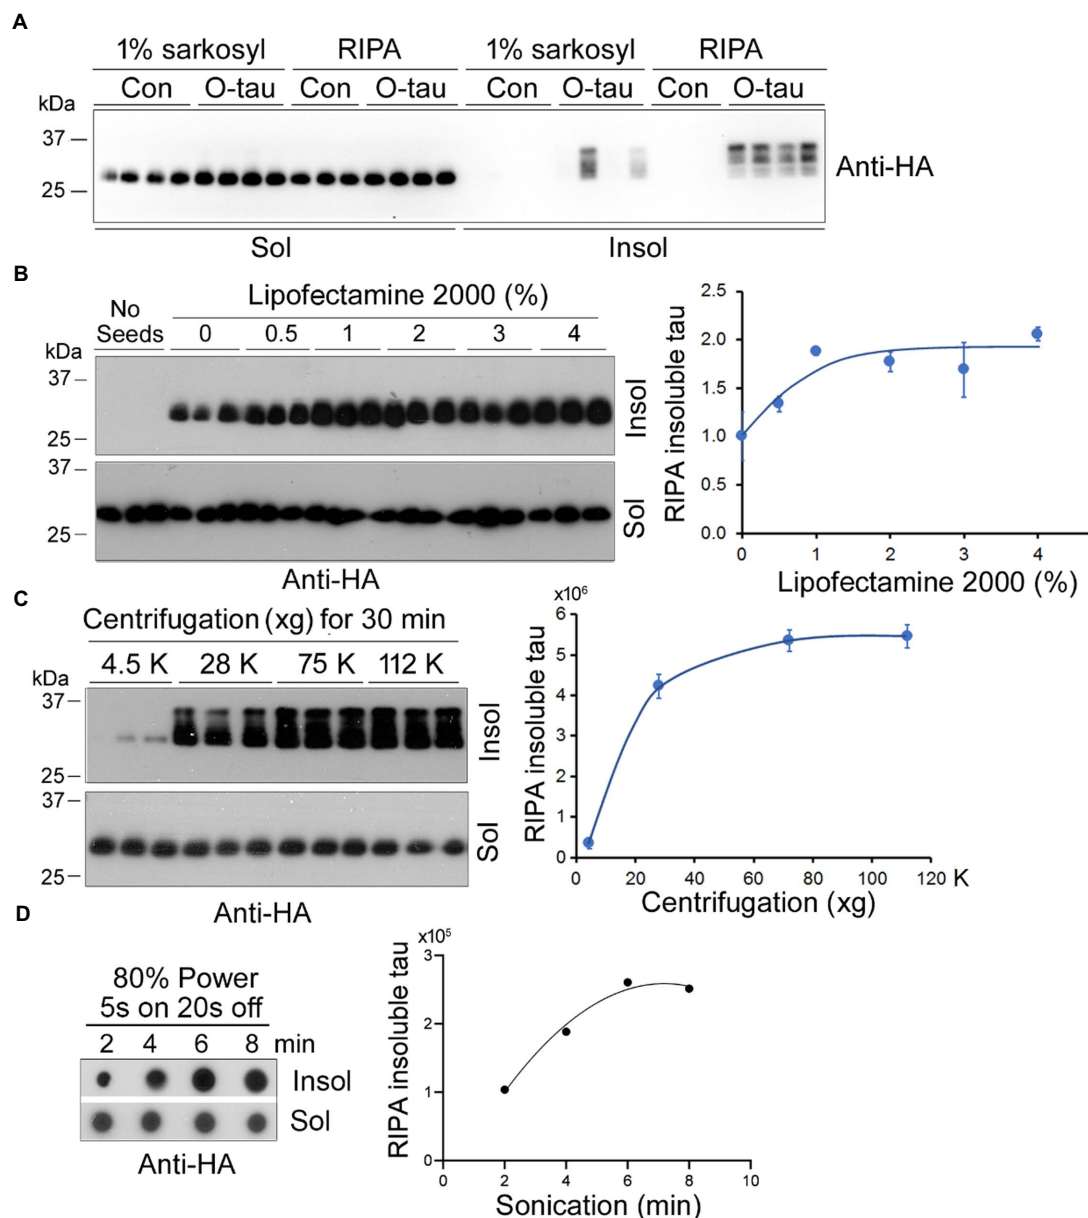 A
1% sarkosyl RIPA 1% sarkosyl RIPA
Con O-tau Con O-tau Con O-tau Con O-tau
kDa
37
25
Anti-HA
Sol Insol
B
No Seeds
Lipofectamine 2000 (%)
0 0.5 1 2 3 4
kDa
37
25
Insol
37
25
Sol
Anti-HA
RIPA insoluble tau
2.5
2.0
1.5
1.0
0.5
0.0
0 1 2 3 4
Lipofectamine 2000 (%)
C
Centrifugation (xg) for 30 min
4.5 K 28 K 75 K 112 K
kDa
37
25
Insol
37
25
Sol
Anti-HA
x10⁶
RIPA insoluble tau
6
5
4
3
2
1
0
0 20 40 60 80 100 120 K
Centrifugation (xg)
D
80% Power
5s on 20s off
2 4 6 8 min
Insol
Sol
Anti-HA
x10⁵
RIPA insoluble tau
3
2
1
0
0 2 4 6 8 10
Sonication (min)